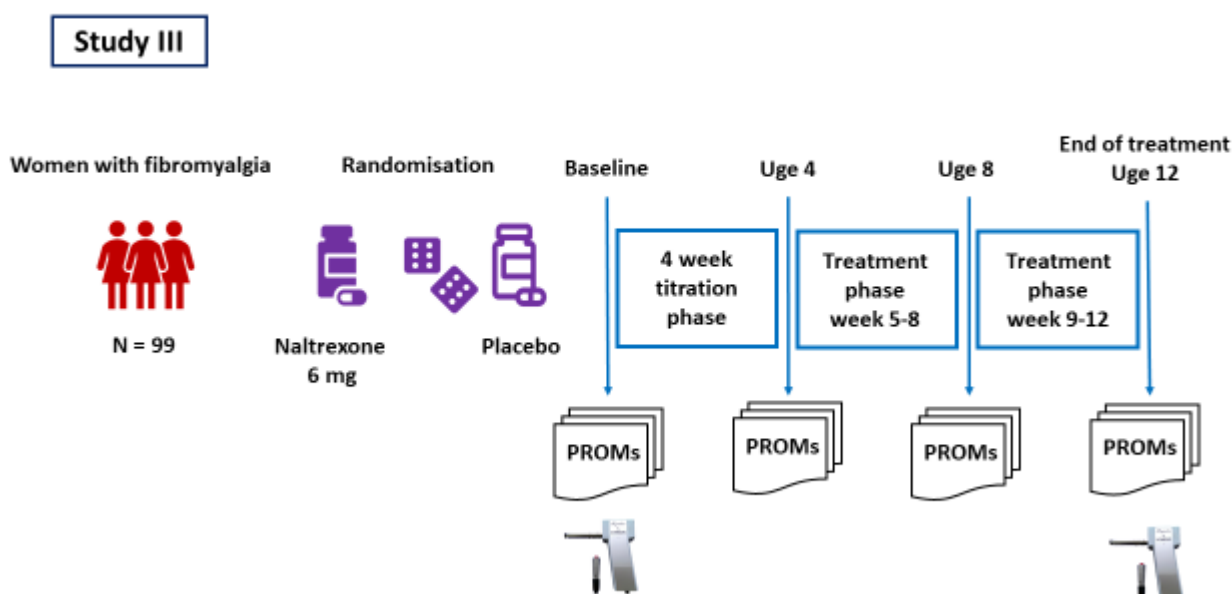 Study III
Women with fibromyalgia
Randomisation
Baseline
Uge 4
Uge 8
End of treatment
Uge 12
N = 99
Naltrexone
6 mg
Placebo
4 week
titration
phase
Treatment
phase
week 5-8
Treatment
phase
week 9-12
PROMs
PROMs
PROMs
PROMs